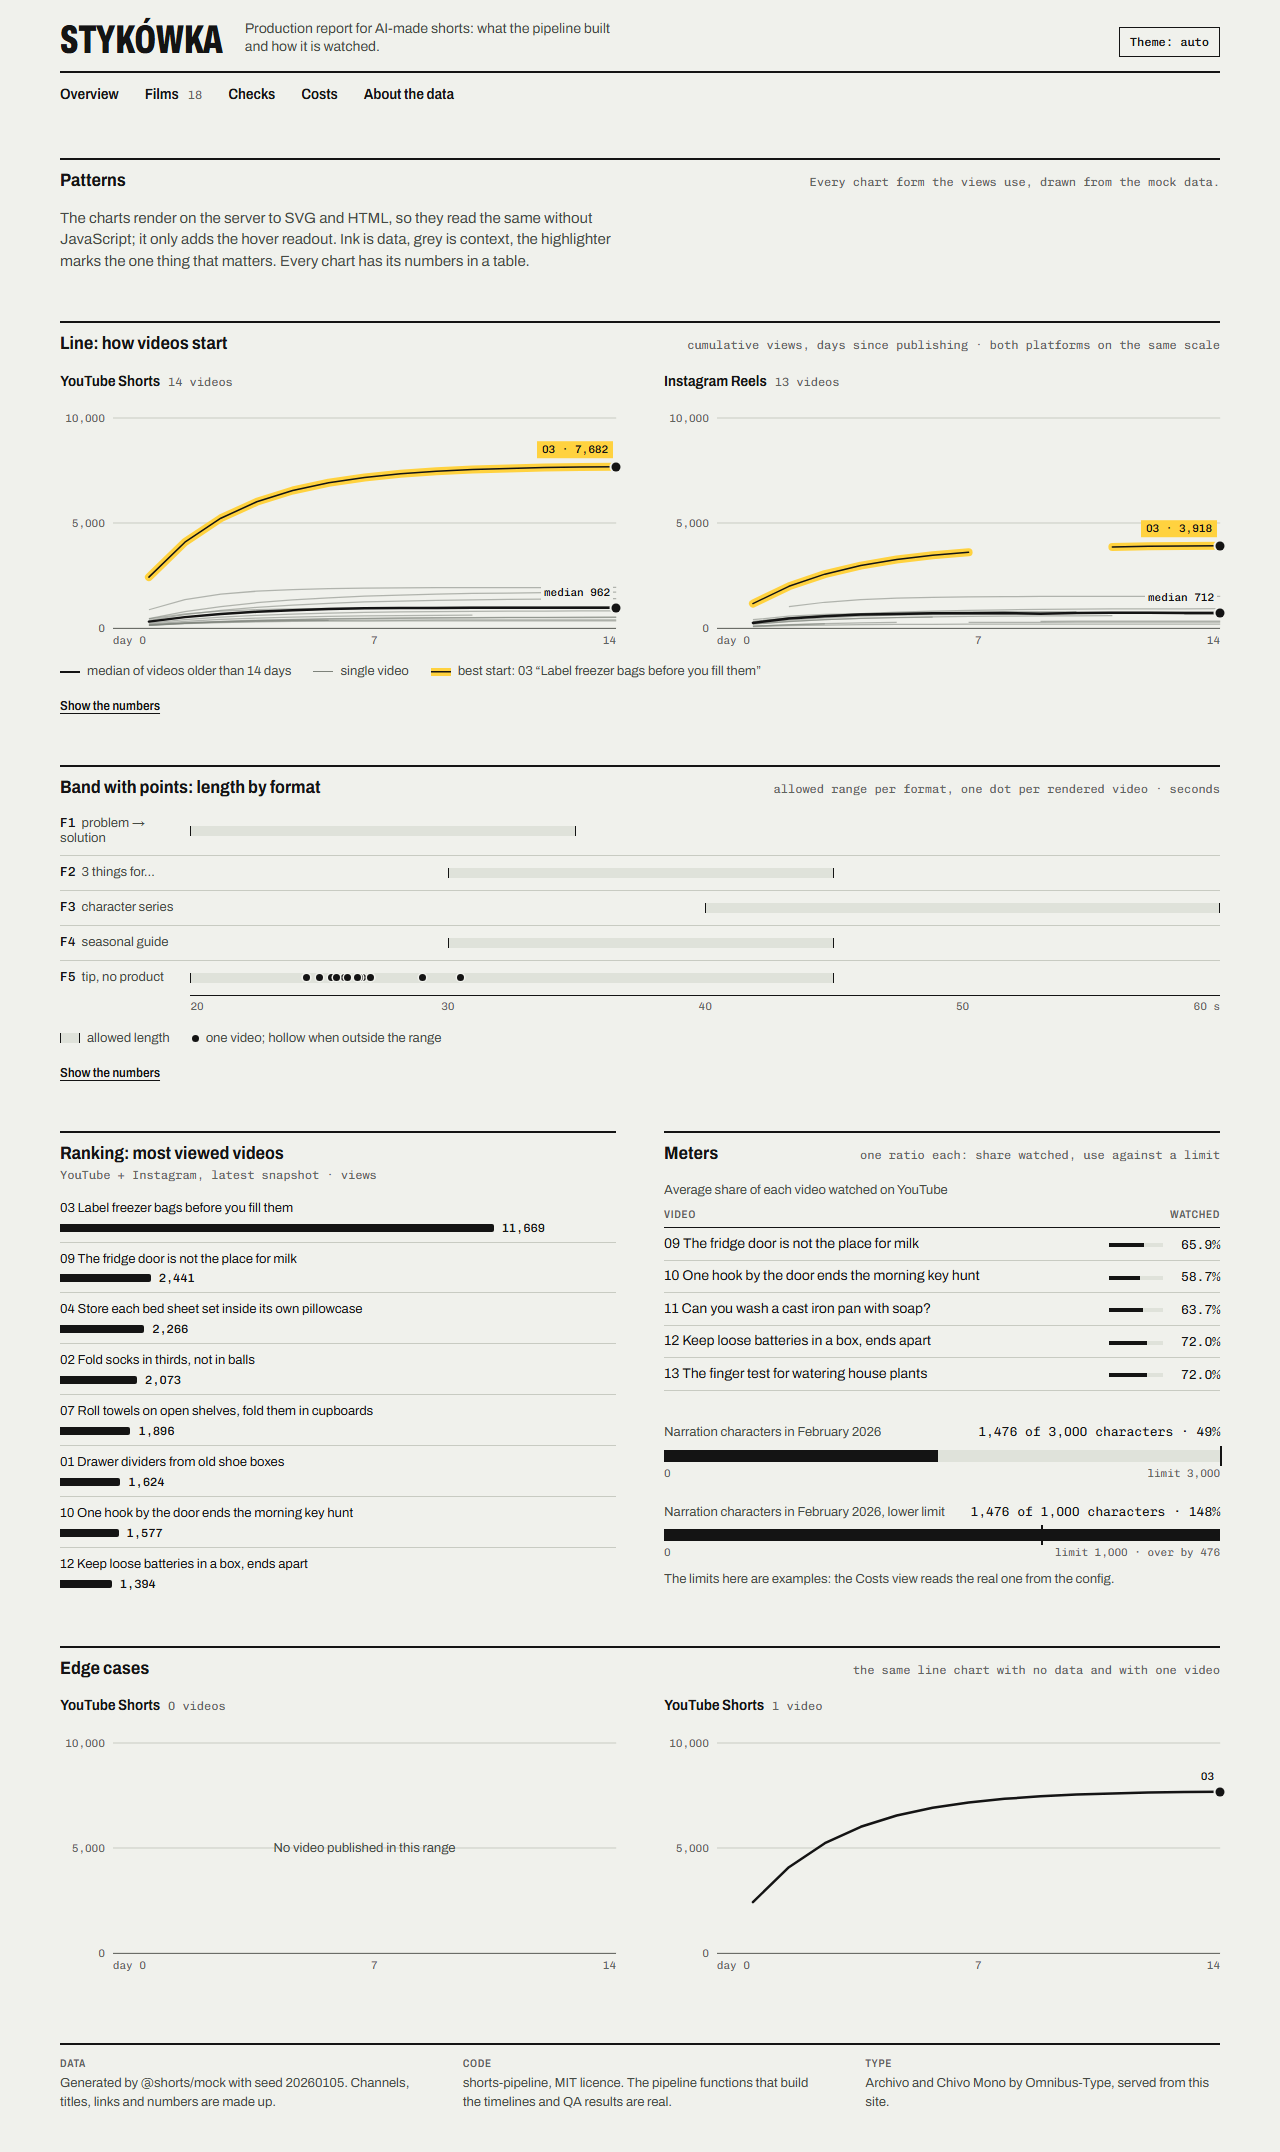 STYKÓWKA
Production report for AI-made shorts: what the pipeline built
and how it is watched.
Theme: auto
Overview Films 18 Checks Costs About the data
Patterns
Every chart form the views use, drawn from the mock data.
The charts render on the server to SVG and HTML, so they read the same without
JavaScript; it only adds the hover readout. Ink is data, grey is context, the highlighter
marks the one thing that matters. Every chart has its numbers in a table.
Line: how videos start
cumulative views, days since publishing · both platforms on the same scale
YouTube Shorts 14 videos
10,000
03 · 7,682
5,000
median 962
0
day 0 7 14
Instagram Reels 13 videos
10,000
5,000
03 · 3,918
median 712
0
day 0 7 14
median of videos older than 14 days single video best start: 03 “Label freezer bags before you fill them”
Show the numbers
Band with points: length by format
allowed range per format, one dot per rendered video · seconds
F1 problem →
solution
F2 3 things for...
F3 character series
F4 seasonal guide
F5 tip, no product
20 30 40 50 60 s
allowed length one video; hollow when outside the range
Show the numbers
Ranking: most viewed videos
YouTube + Instagram, latest snapshot · views
03 Label freezer bags before you fill them
11,669
09 The fridge door is not the place for milk
2,441
04 Store each bed sheet set inside its own pillowcase
2,266
02 Fold socks in thirds, not in balls
2,073
07 Roll towels on open shelves, fold them in cupboards
1,896
01 Drawer dividers from old shoe boxes
1,624
10 One hook by the door ends the morning key hunt
1,577
12 Keep loose batteries in a box, ends apart
1,394
Meters
one ratio each: share watched, use against a limit
Average share of each video watched on YouTube
VIDEO WATCHED
09 The fridge door is not the place for milk 65.9%
10 One hook by the door ends the morning key hunt 58.7%
11 Can you wash a cast iron pan with soap? 63.7%
12 Keep loose batteries in a box, ends apart 72.0%
13 The finger test for watering house plants 72.0%
Narration characters in February 2026 1,476 of 3,000 characters · 49%
0 limit 3,000
Narration characters in February 2026, lower limit 1,476 of 1,000 characters · 148%
0 limit 1,000 · over by 476
The limits here are examples: the Costs view reads the real one from the config.
Edge cases
the same line chart with no data and with one video
YouTube Shorts 0 videos
10,000
5,000
No video published in this range
0
day 0 7 14
YouTube Shorts 1 video
10,000
03
5,000
0
day 0 7 14
DATA
Generated by @shorts/mock with seed 20260105. Channels,
titles, links and numbers are made up.
CODE
shorts-pipeline, MIT licence. The pipeline functions that build
the timelines and QA results are real.
TYPE
Archivo and Chivo Mono by Omnibus-Type, served from this
site.